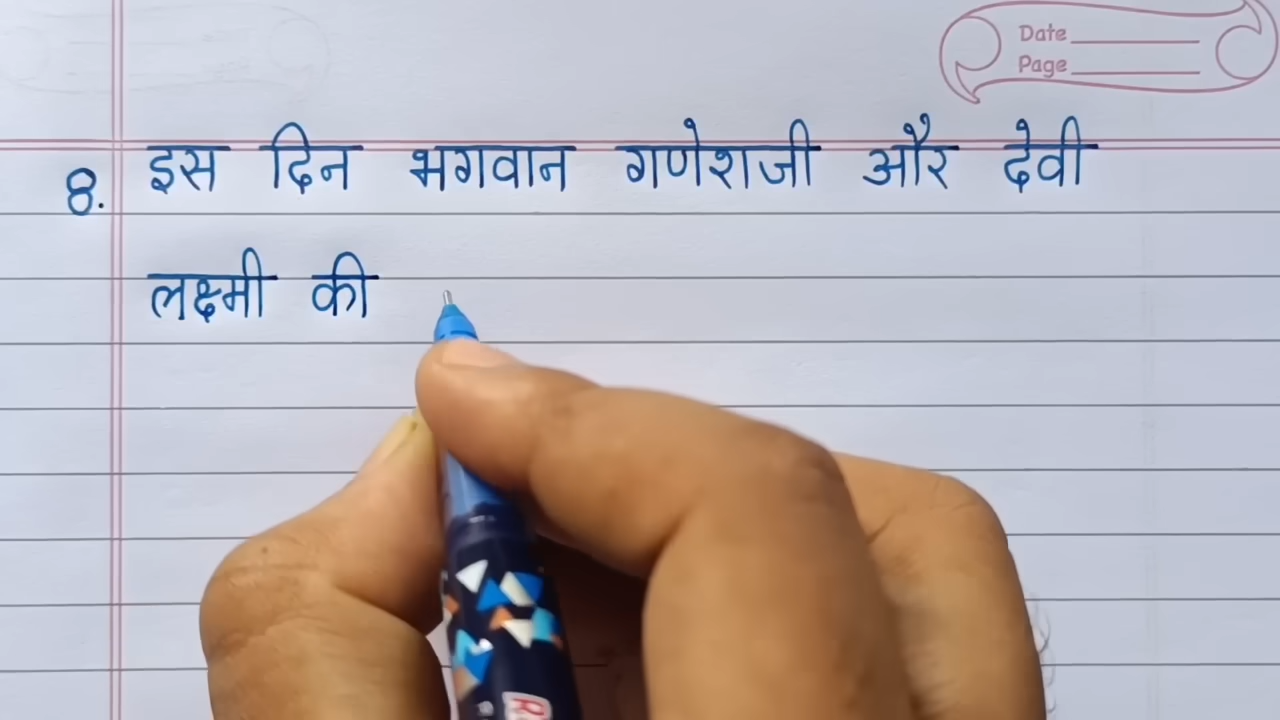 Date
Page
8. इस दिन भगवान गणेशजी और देवी
लक्ष्मी की
R